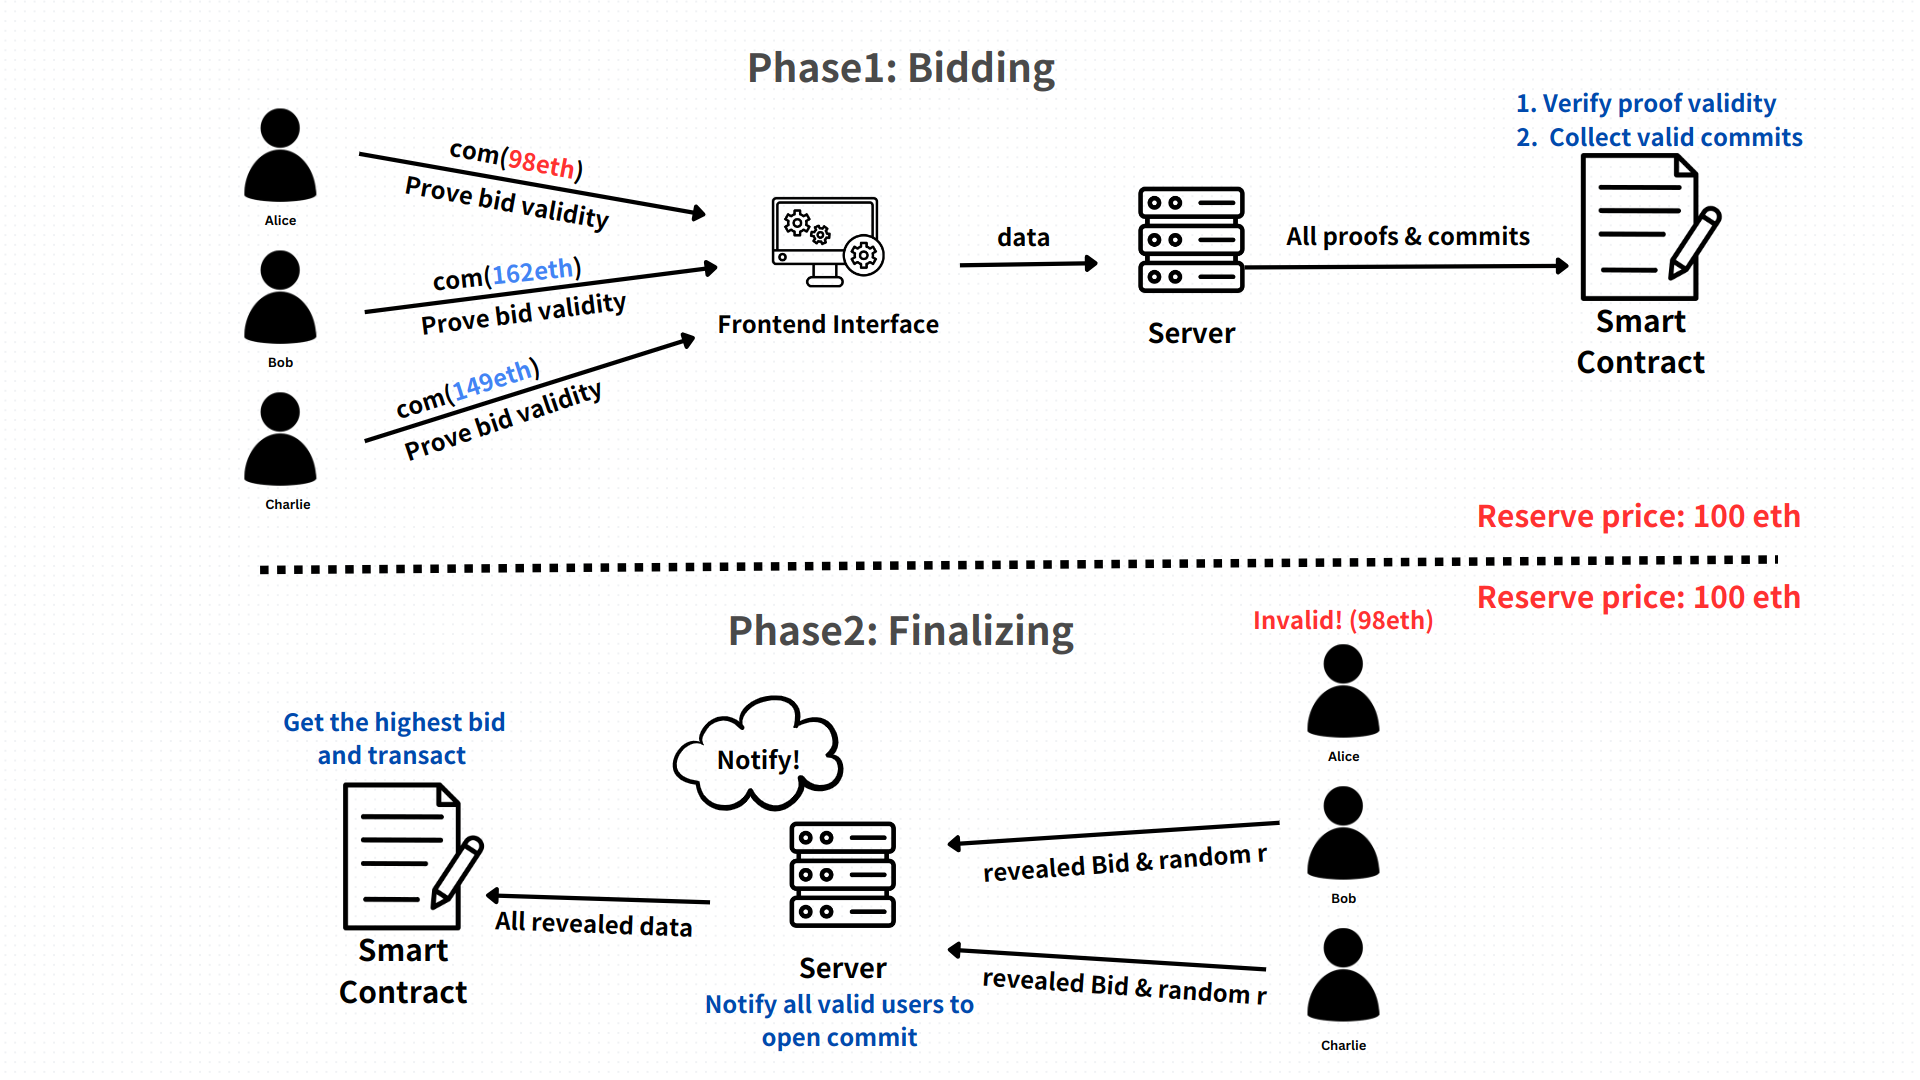 Phase1: Bidding
1. Verify proof validity
2. Collect valid commits
com(98eth)
Prove bid validity
Alice
com(162eth)
Prove bid validity
Bob
com(149eth)
Prove bid validity
Charlie
Frontend Interface
data
Server
All proofs & commits
Smart
Contract
Reserve price: 100 eth
Reserve price: 100 eth
Phase2: Finalizing
Invalid! (98eth)
Alice
Get the highest bid
and transact
Notify!
revealed Bid & random r
Bob
All revealed data
Smart
Contract
Server
Notify all valid users to
open commit
revealed Bid & random r
Charlie